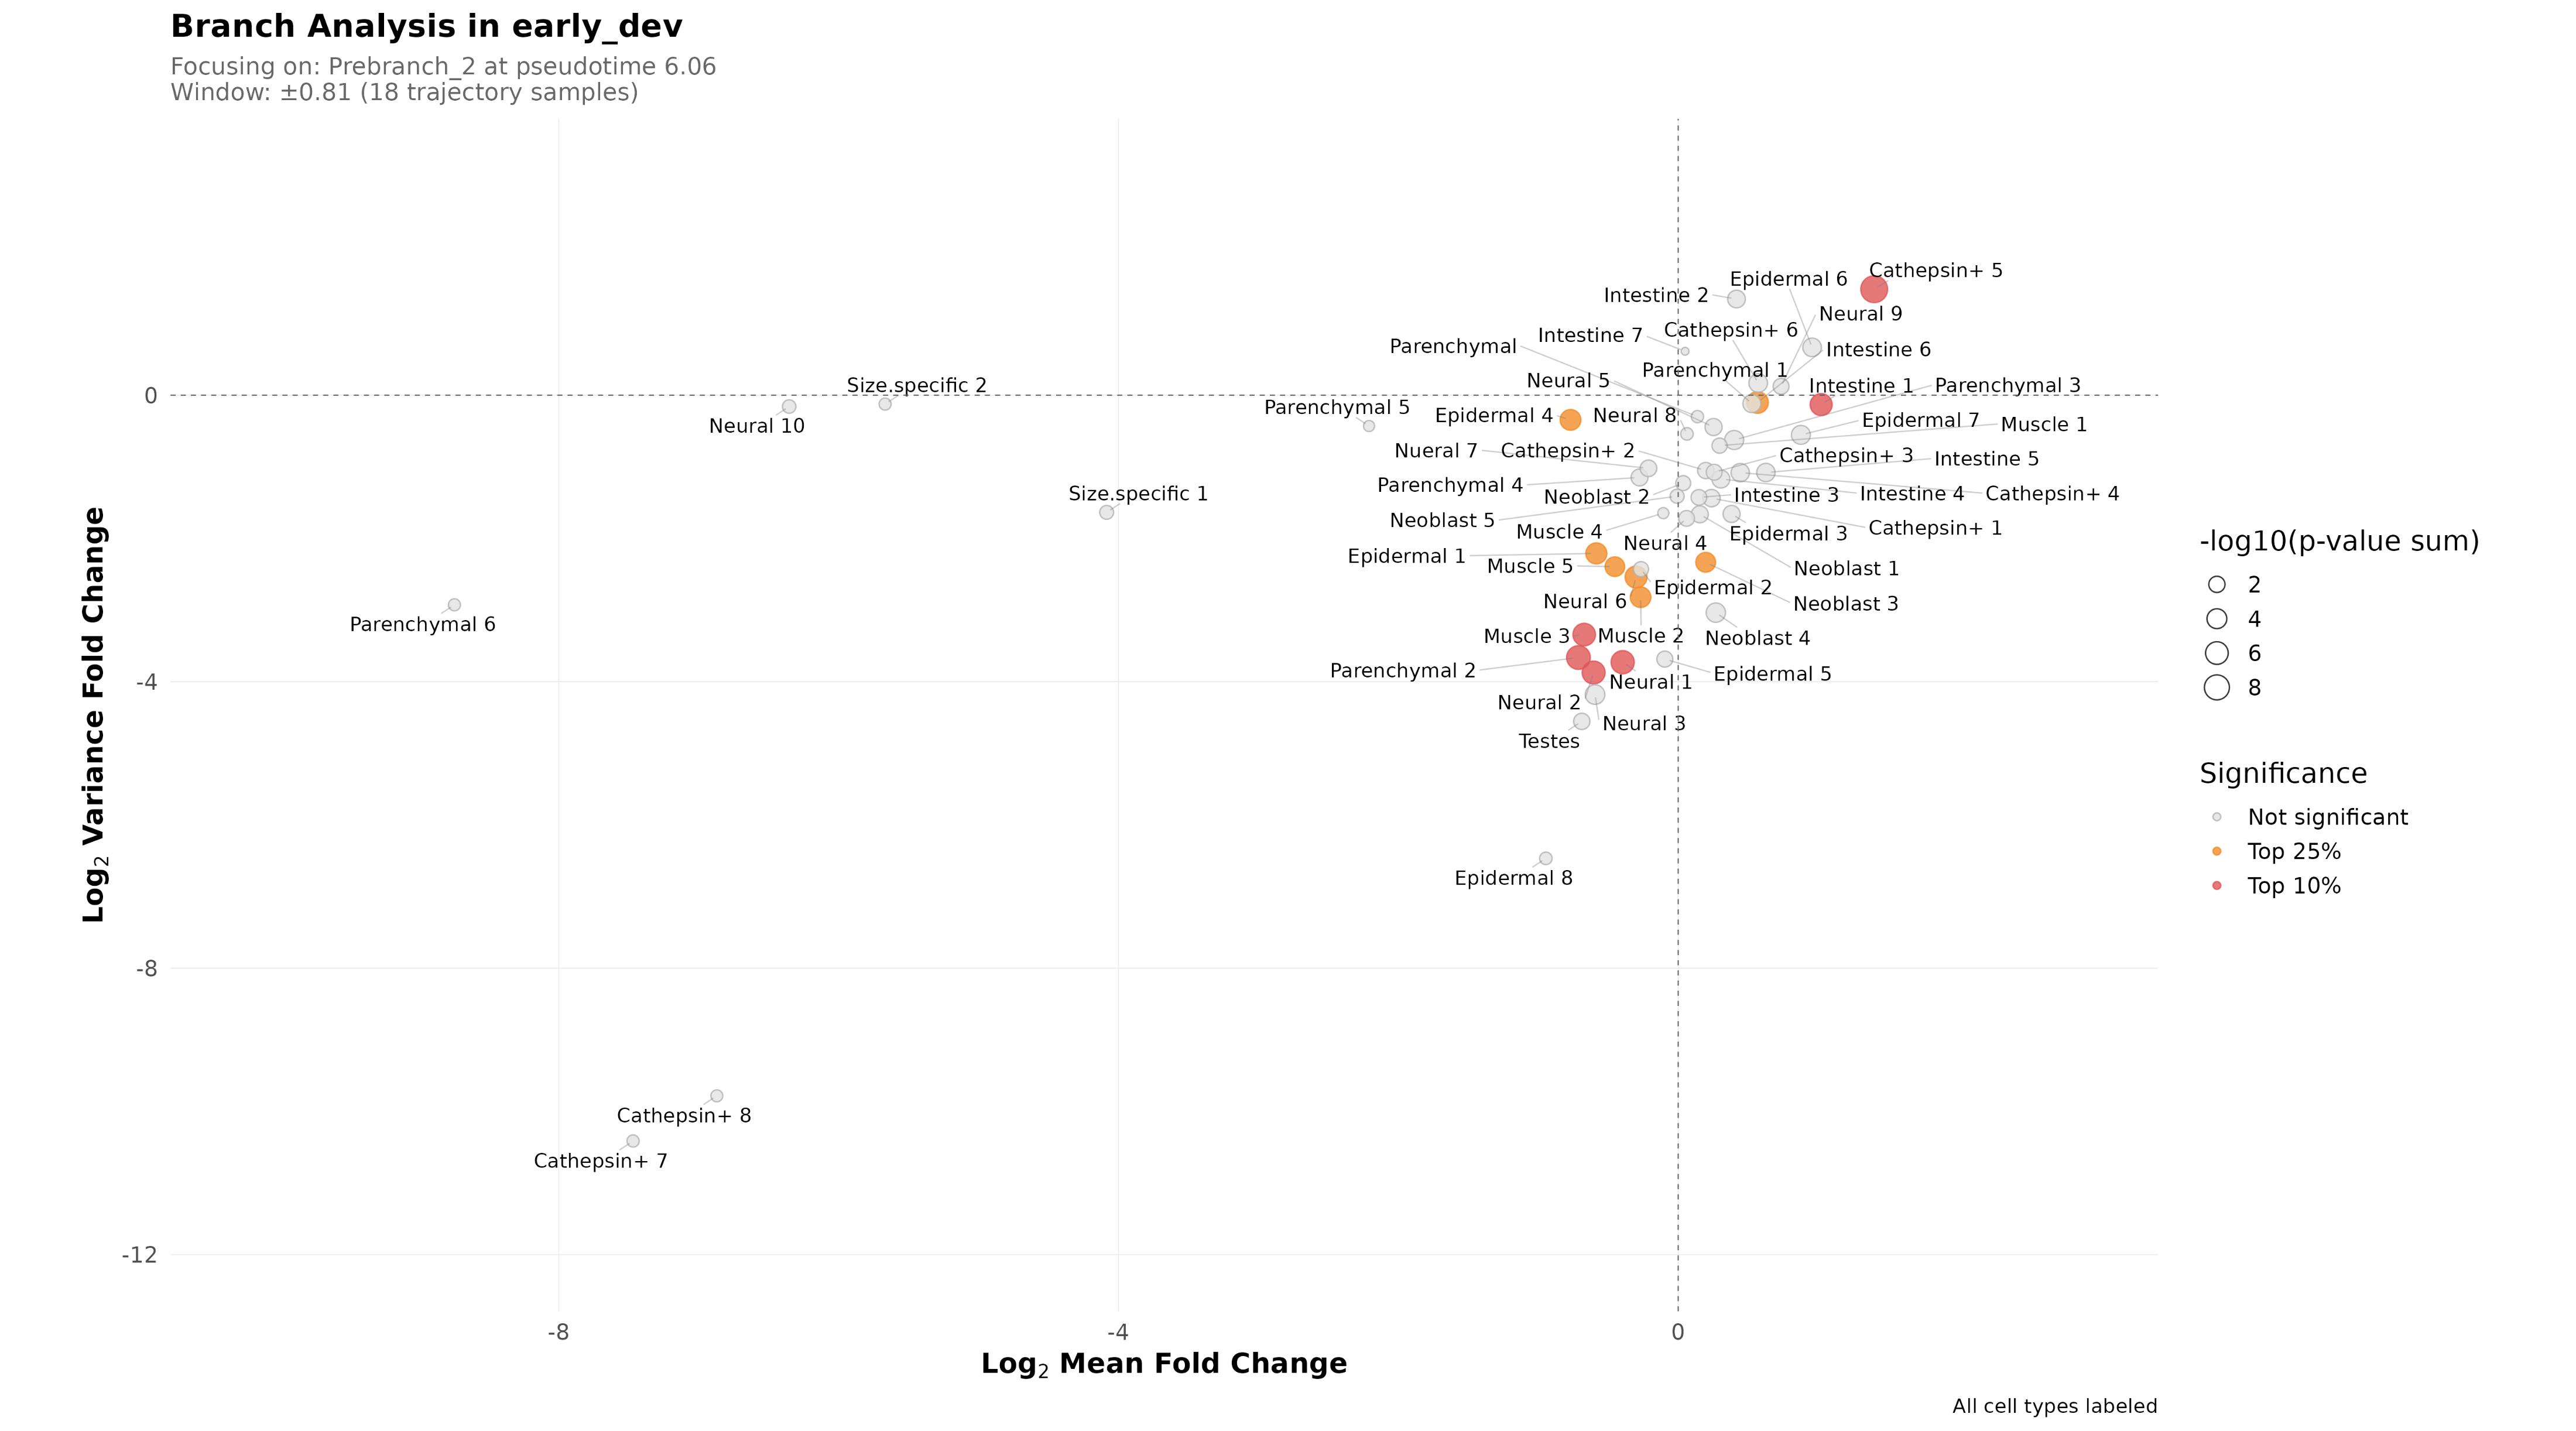 Branch Analysis in early_dev
Focusing on: Prebranch_2 at pseudotime 6.06
Window: ±0.81 (18 trajectory samples)
Cathepsin+ 5
Epidermal 6
Intestine 2
Neural 9
Cathepsin+ 6
Intestine 7
Parenchymal
Intestine 6
Parenchymal 1
Neural 5
Intestine 1
Parenchymal 3
0
Size.specific 2
Parenchymal 5
Epidermal 4
Neural 8
Neural 10
Epidermal 7
Muscle 1
Nueral 7
Cathepsin+ 2
Cathepsin+ 3
Intestine 5
Parenchymal 4
Size.specific 1
Neoblast 2
Intestine 3
Intestine 4
Cathepsin+ 4
Neoblast 5
Muscle 4
Epidermal 3
Cathepsin+ 1
Neural 4
Epidermal 1
Muscle 5
Neoblast 1
Epidermal 2
Neural 6
Neoblast 3
Parenchymal 6
Muscle 3
Muscle 2
Neoblast 4
Parenchymal 2
Epidermal 5
-4
Neural 1
Neural 2
Neural 3
Testes
Epidermal 8
-8
Cathepsin+ 8
Cathepsin+ 7
-12
-8
-4
0
Log2 Variance Fold Change
Log2 Mean Fold Change
-log10(p-value sum)
2
4
6
8
Significance
Not significant
Top 25%
Top 10%
All cell types labeled